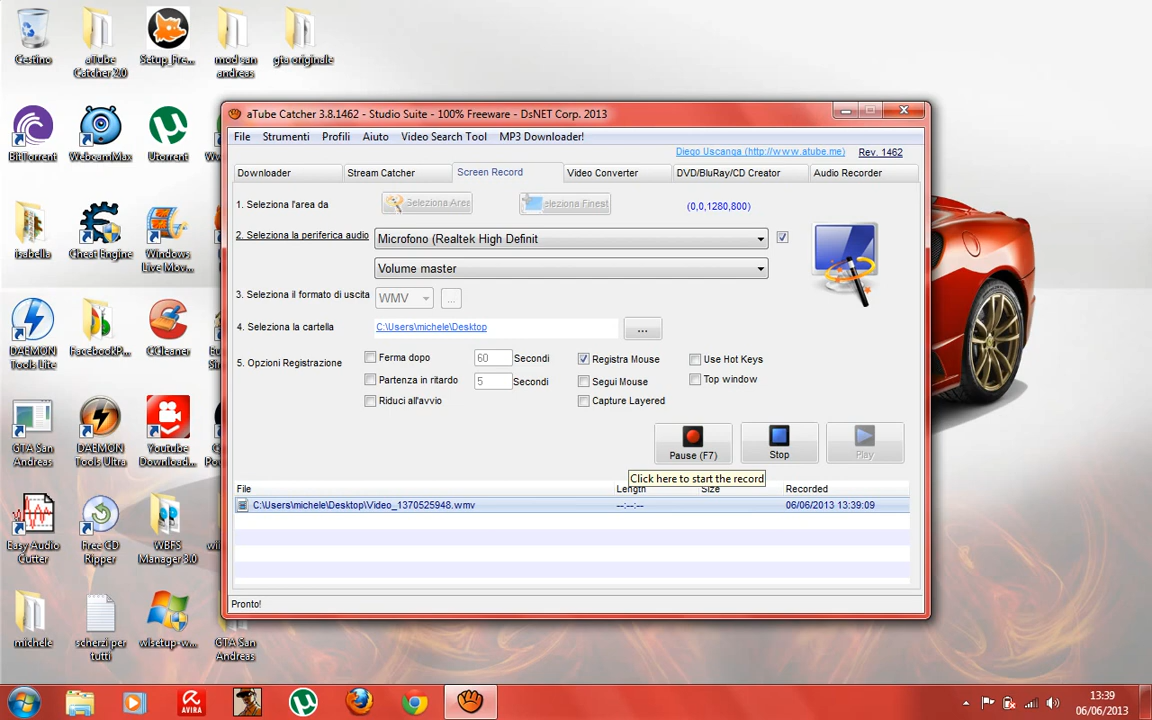 Cestino
aTube Catcher 2.0
Setup_Fre...
mod san andreas
gta originale
BitTorrent
WebcamMax
Utorrent
isabella
Cheat Engine
Windows Live Mov...
DAEMON Tools Lite
FacebookP...
CCleaner
GTA San Andreas
DAEMON Tools Ultra
Youtube Download...
Easy Audio Cutter
Free CD Ripper
WBFS Manager 3.0
michele
scherzi per tutti
wlsetup-w...
GTA San Andreas
aTube Catcher 3.8.1462 - Studio Suite - 100% Freeware - DsNET Corp. 2013
File Strumenti Profili Aiuto Video Search Tool MP3 Downloader!
Diego Uscanga (http://www.atube.me) Rev. 1462
Downloader Stream Catcher Screen Record Video Converter DVD/BluRay/CD Creator Audio Recorder
1. Seleziona l'area da Seleziona Area Seleziona Finest (0,0,1280,800)
2. Seleziona la periferica audio Microfono (Realtek High Definit
Volume master
3. Seleziona il formato di uscita WMV ...
4. Seleziona la cartella C:\Users\michele\Desktop ...
5. Opzioni Registrazione Ferma dopo 60 Secondi Registra Mouse Use Hot Keys
Partenza in ritardo 5 Secondi Segui Mouse Top window
Riduci all'avvio Capture Layered
Pause (F7) Stop Play
Click here to start the record
File Length Size Recorded
C:\Users\michele\Desktop\Video_1370525948.wmv --:--:-- 06/06/2013 13:39:09
Pronto!
AVIRA
13:39
06/06/2013